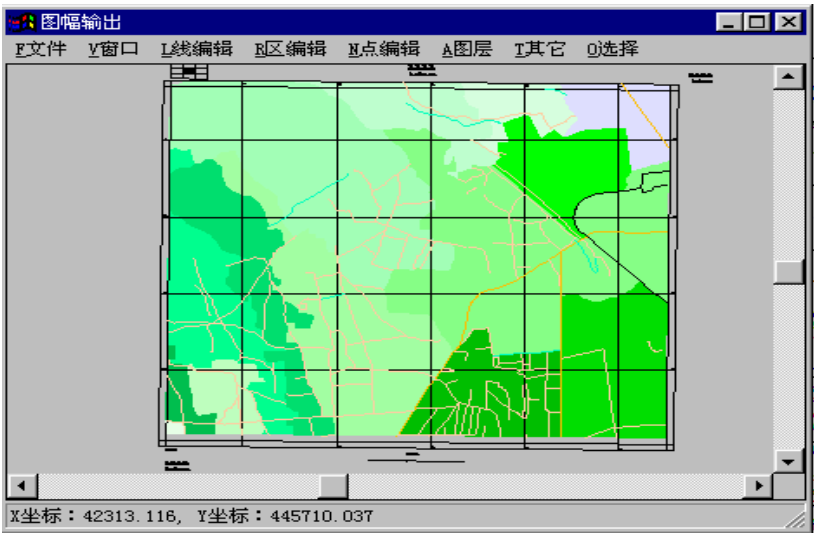 图幅输出
F文件 V窗口 L线编辑 R区编辑 N点编辑 A图层 T其它 O)选择
X坐标：42313.116, Y坐标：445710.037